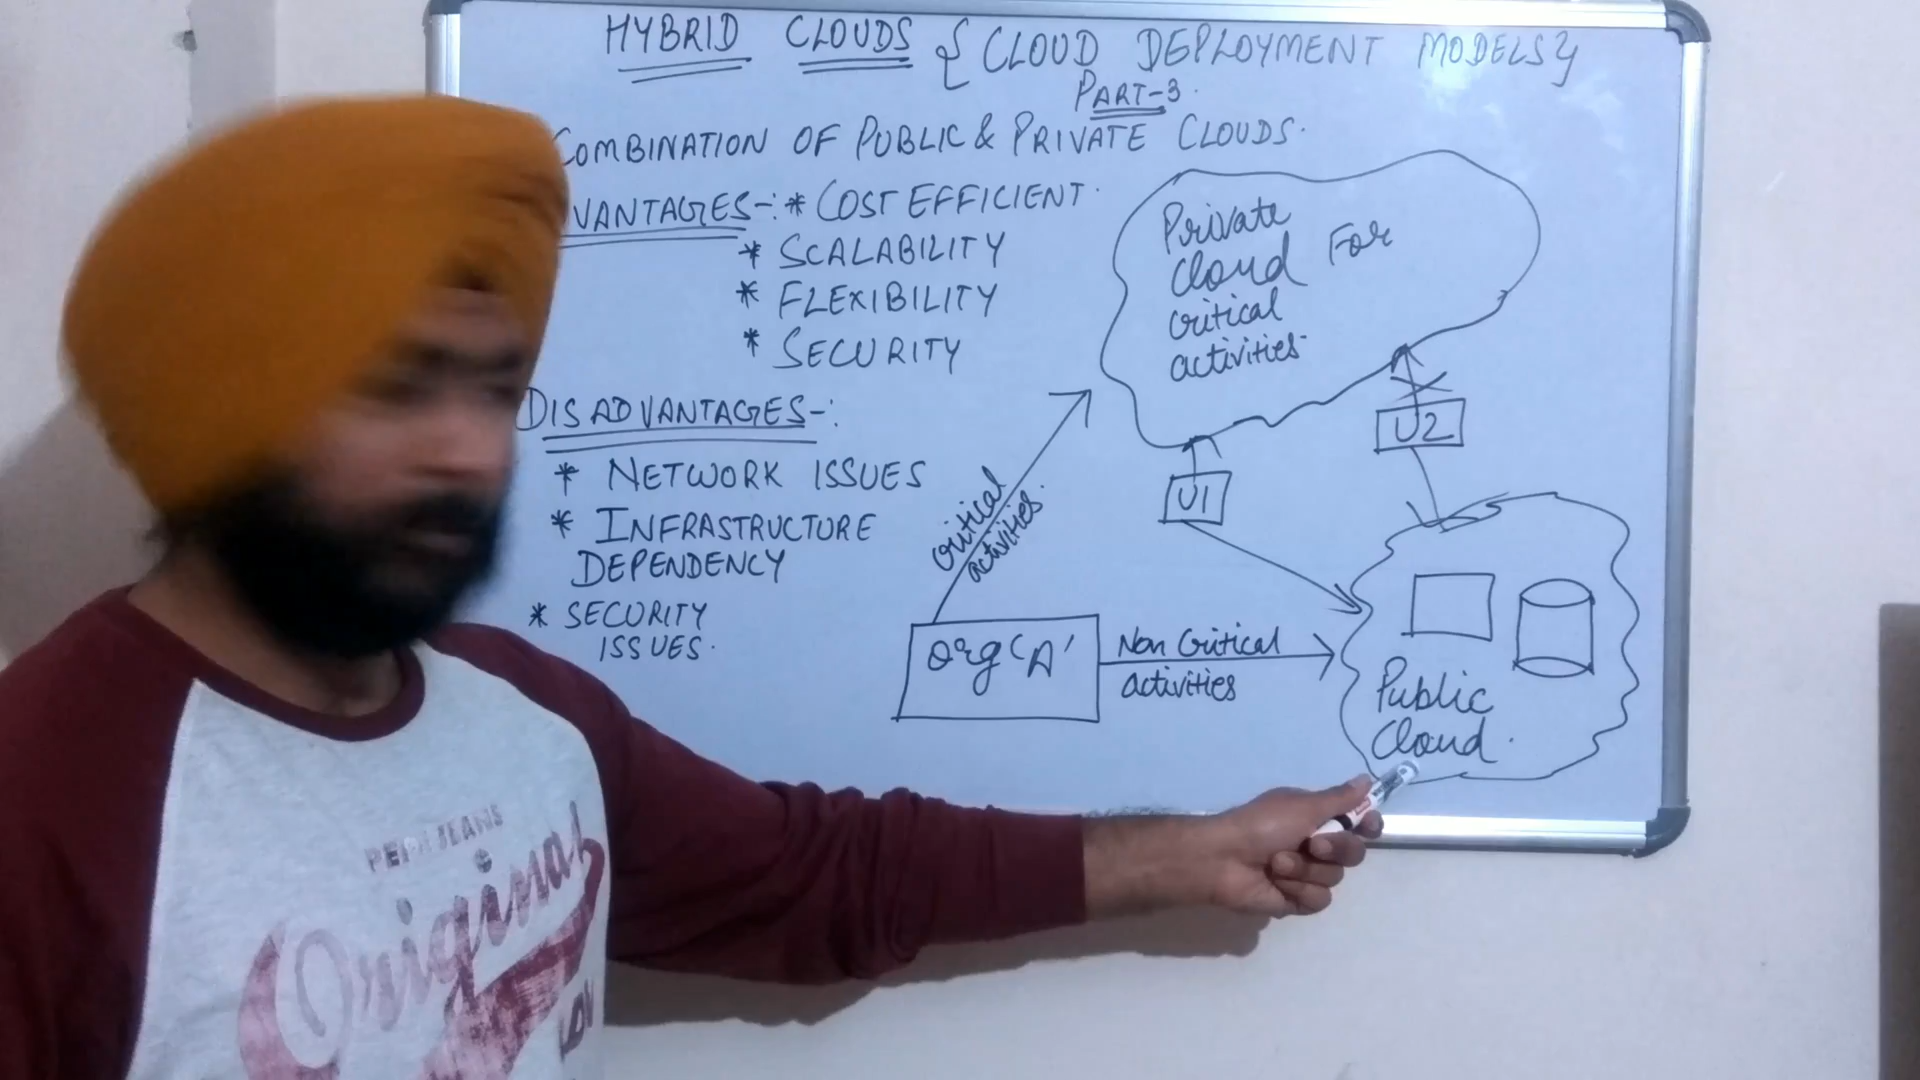 HYBRID CLOUDS { CLOUD DEPLOYMENT MODELS }
PART-3.
COMBINATION OF PUBLIC & PRIVATE CLOUDS.
VANTAGES-: * COST EFFICIENT.
* SCALABILITY
* FLEXIBILITY
* SECURITY
DISADVANTAGES-:
* NETWORK ISSUES
* INFRASTRUCTURE
DEPENDENCY
* SECURITY
ISSUES.
Private
Cloud For
Critical
activities
U2
U1
Critical
activities.
Org 'A'
Non Critical
activities
Public
Cloud.
PEPE JEANS
Original
LDN